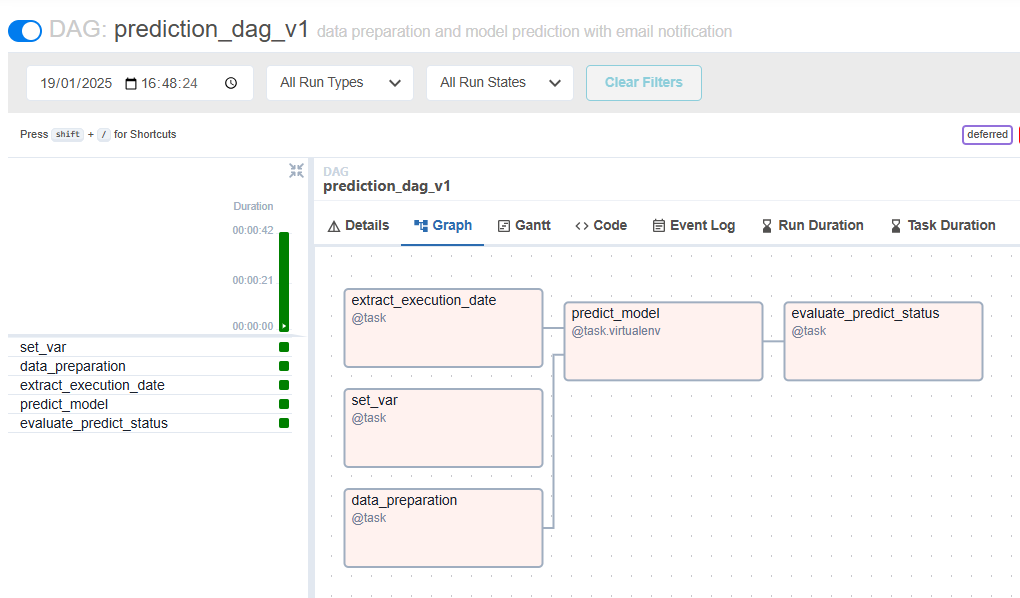 DAG: prediction_dag_v1 data preparation and model prediction with email notification
19/01/2025 16:48:24 All Run Types All Run States Clear Filters
Press shift + / for Shortcuts
deferred
DAG
prediction_dag_v1
Duration
00:00:42
00:00:21
00:00:00
set_var
data_preparation
extract_execution_date
predict_model
evaluate_predict_status
Details Graph Gantt <> Code Event Log Run Duration Task Duration
extract_execution_date
@task
predict_model
@task.virtualenv
evaluate_predict_status
@task
set_var
@task
data_preparation
@task